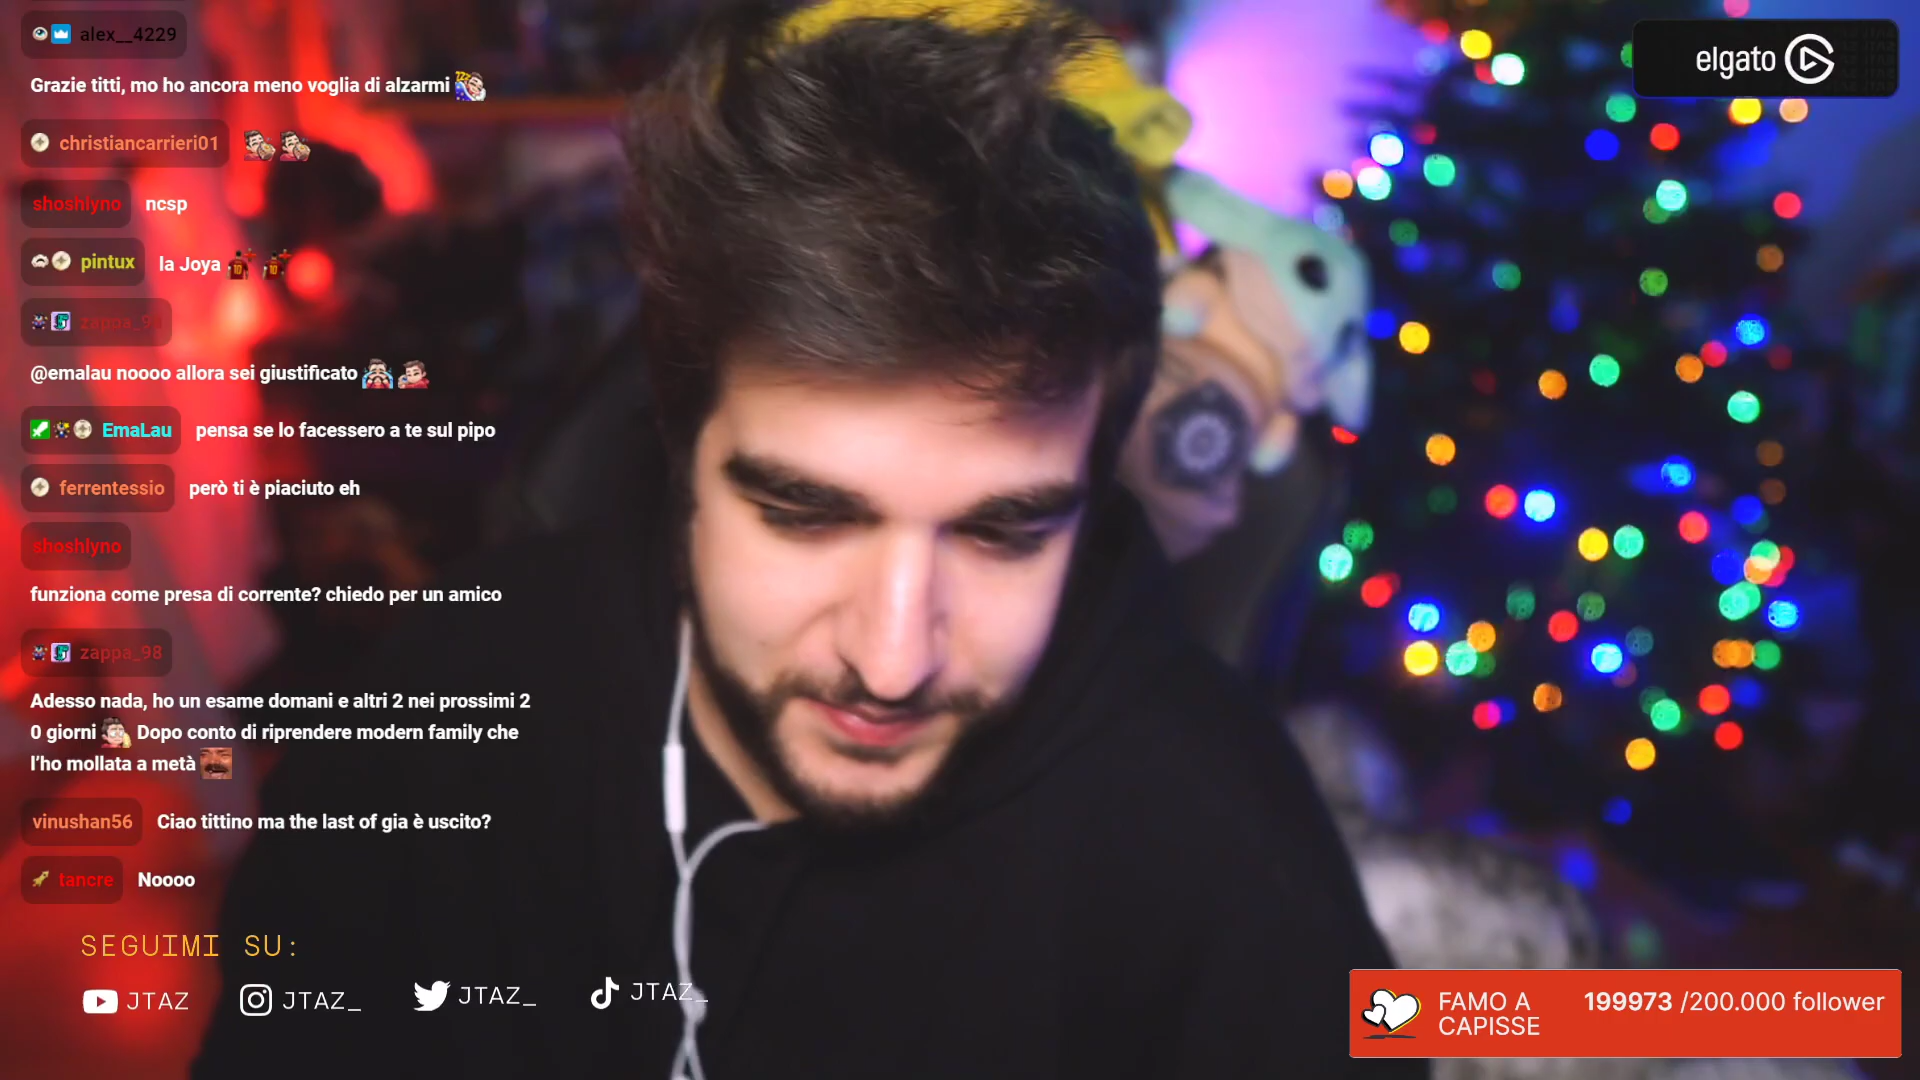 alex__4229
Grazie titti, mo ho ancora meno voglia di alzarmi
christiancarrieri01
shoshlyno ncsp
pintux la Joya
zappa_98
@emalau noooo allora sei giustificato
EmaLau pensa se lo facessero a te sul pipo
ferrentessio però ti è piaciuto eh
shoshlyno
funziona come presa di corrente? chiedo per un amico
zappa_98
Adesso nada, ho un esame domani e altri 2 nei prossimi 2
0 giorni Dopo conto di riprendere modern family che
l'ho mollata a metà
vinushan56 Ciao tittino ma the last of gia è uscito?
tancre Noooo
SEGUIMI SU:
JTAZ JTAZ_ JTAZ_ JTAZ_
elgato
FAMO A
CAPISSE
199973 /200.000 follower